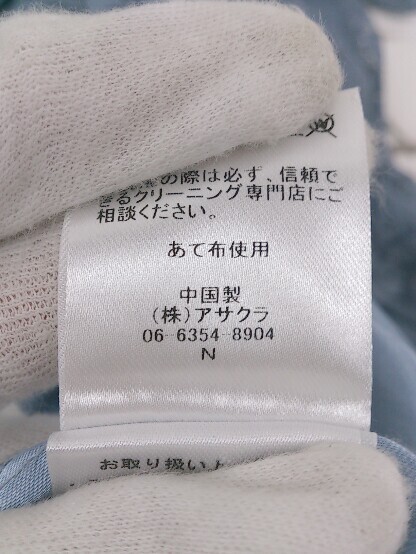 の際は必ず、信頼で
きるクリーニング専門店にご
相談ください。
あて布使用
中国製
(株)アサクラ
06-6354-8904
N
お取り扱い上